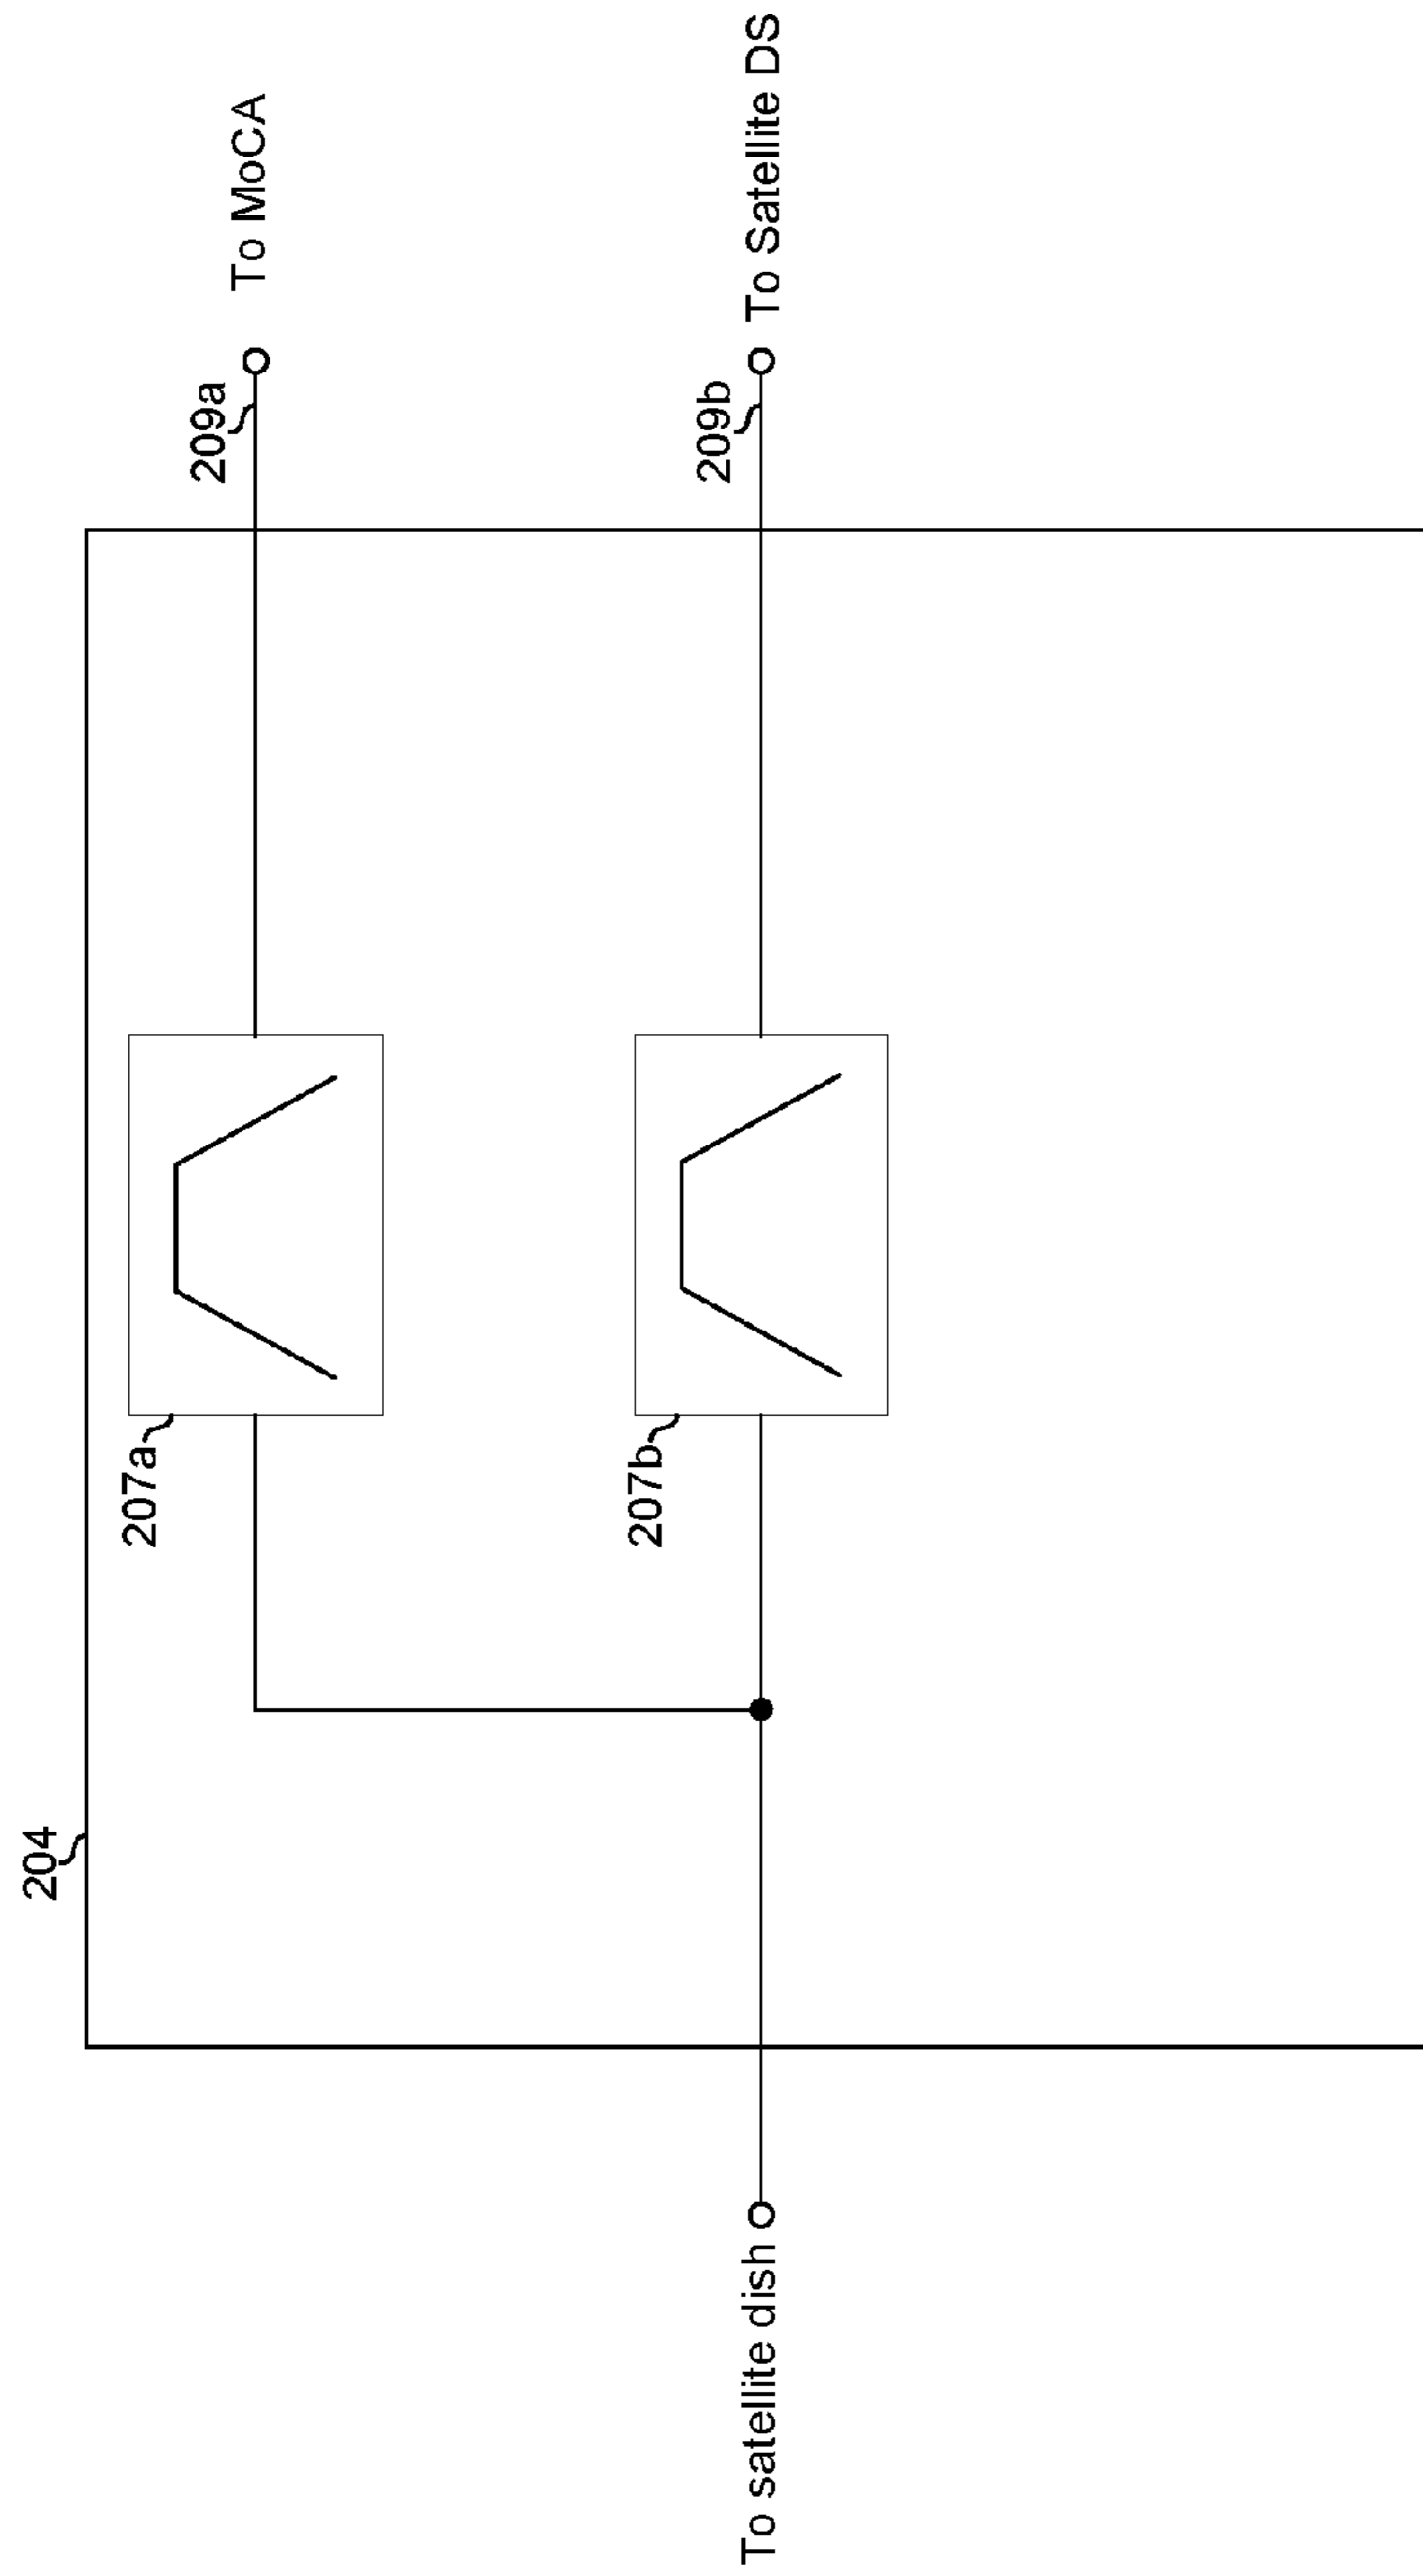 204
207a
209a
To MoCA
207b
209b
To Satellite DS
To satellite dish